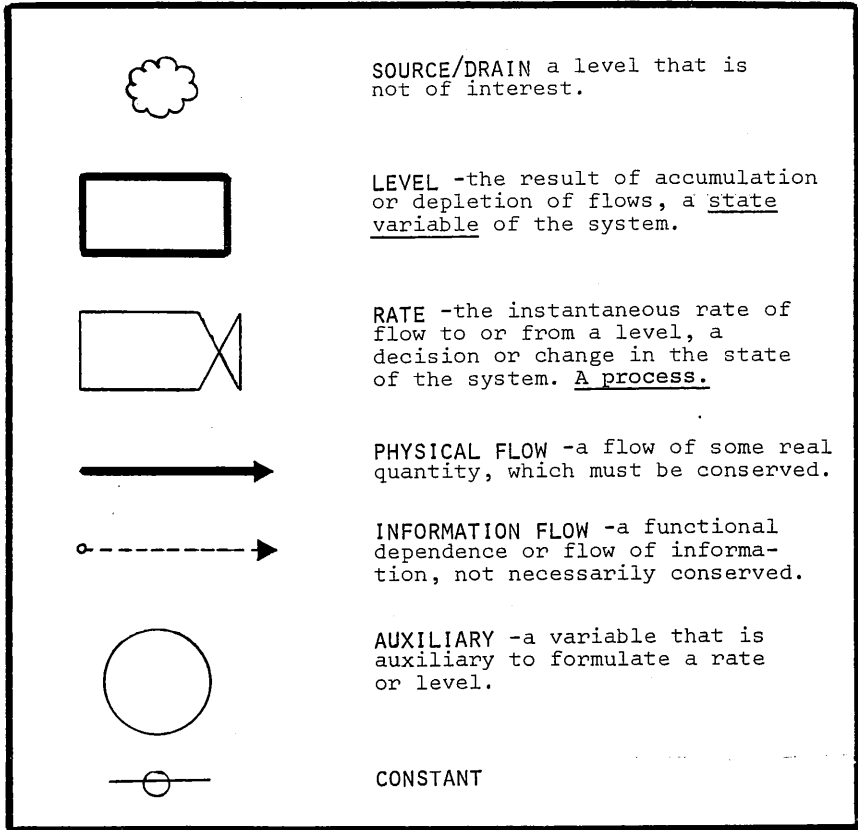 SOURCE/DRAIN a level that is
not of interest.
LEVEL -the result of accumulation
or depletion of flows, a state
variable of the system.
RATE -the instantaneous rate of
flow to or from a level, a
decision or change in the state
of the system. A process.
PHYSICAL FLOW -a flow of some real
quantity, which must be conserved.
INFORMATION FLOW -a functional
dependence or flow of informa-
tion, not necessarily conserved.
AUXILIARY -a variable that is
auxiliary to formulate a rate
or level.
CONSTANT